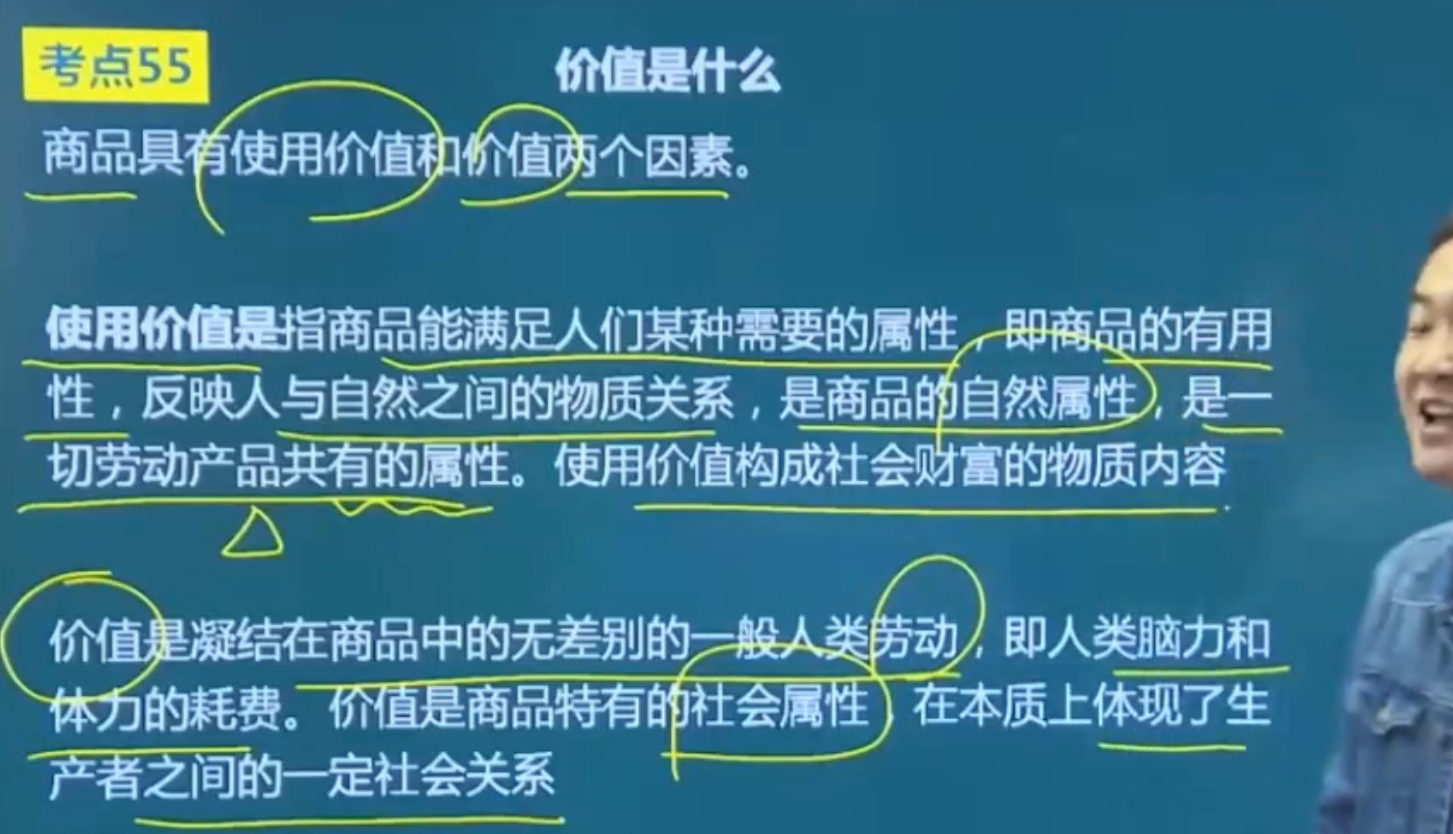 考点55
价值是什么
商品具有使用价值和价值两个因素。
使用价值是指商品能满足人们某种需要的属性，即商品的有用
性，反映人与自然之间的物质关系，是商品的自然属性，是一
切劳动产品共有的属性。使用价值构成社会财富的物质内容
价值是凝结在商品中的无差别的一般人类劳动，即人类脑力和
体力的耗费。价值是商品特有的社会属性，在本质上体现了生
产者之间的一定社会关系